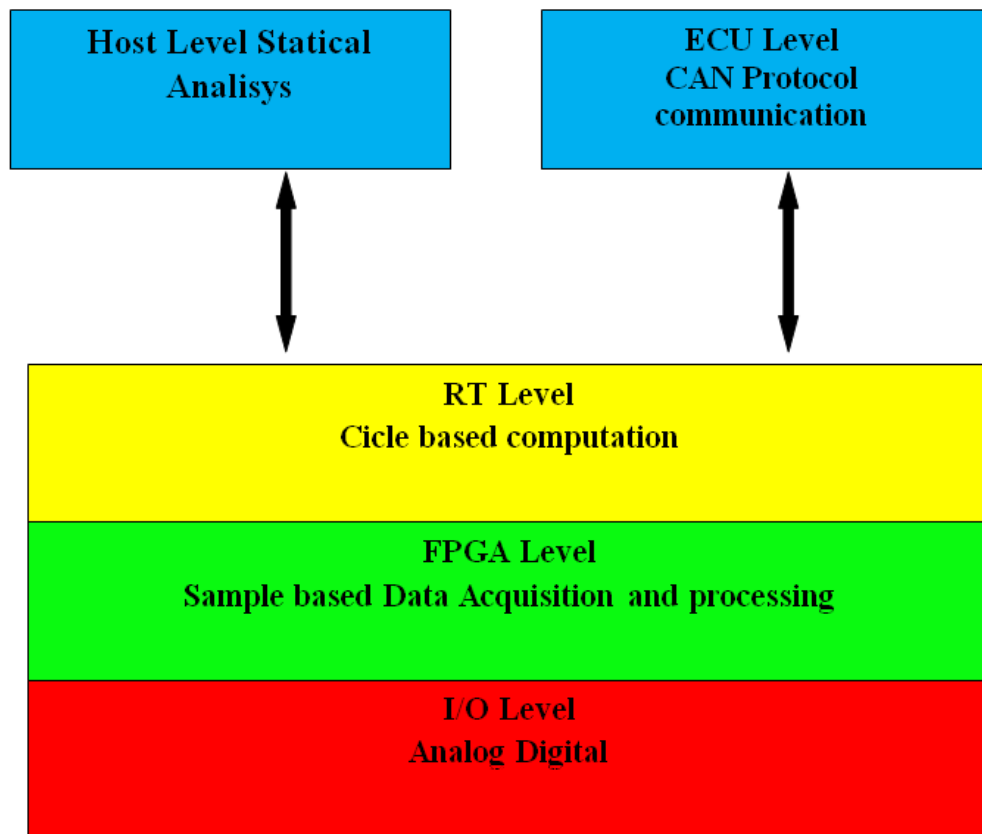 Host Level Statical
Analisys
ECU Level
CAN Protocol
communication
RT Level
Cicle based computation
FPGA Level
Sample based Data Acquisition and processing
I/O Level
Analog Digital